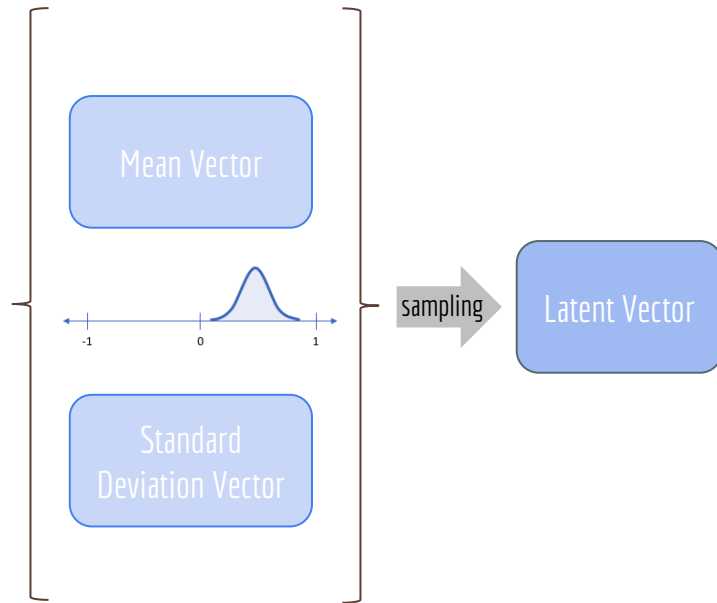 Mean Vector
-1
0
1
sampling
Latent Vector
Standard
Deviation Vector